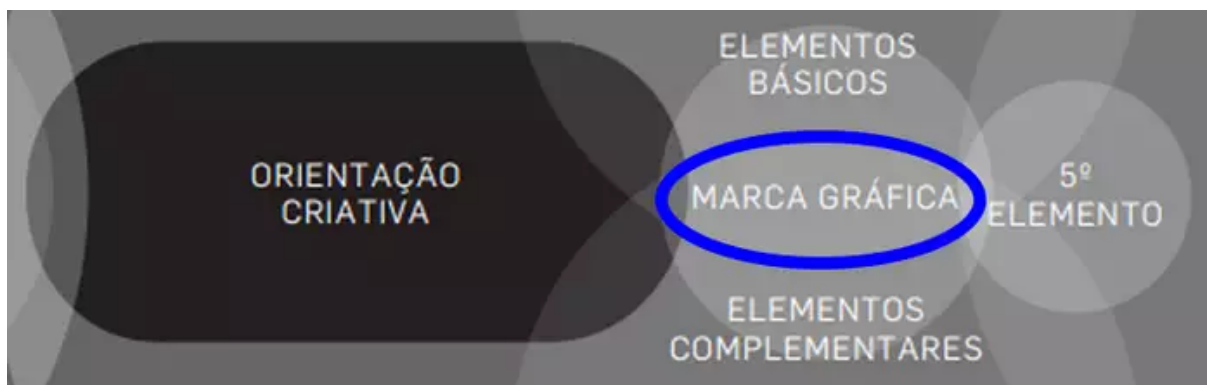 ORIENTAÇÃO
CRIATIVA
ELEMENTOS
BÁSICOS
MARCA GRÁFICA
ELEMENTOS
COMPLEMENTARES
5º
ELEMENTO